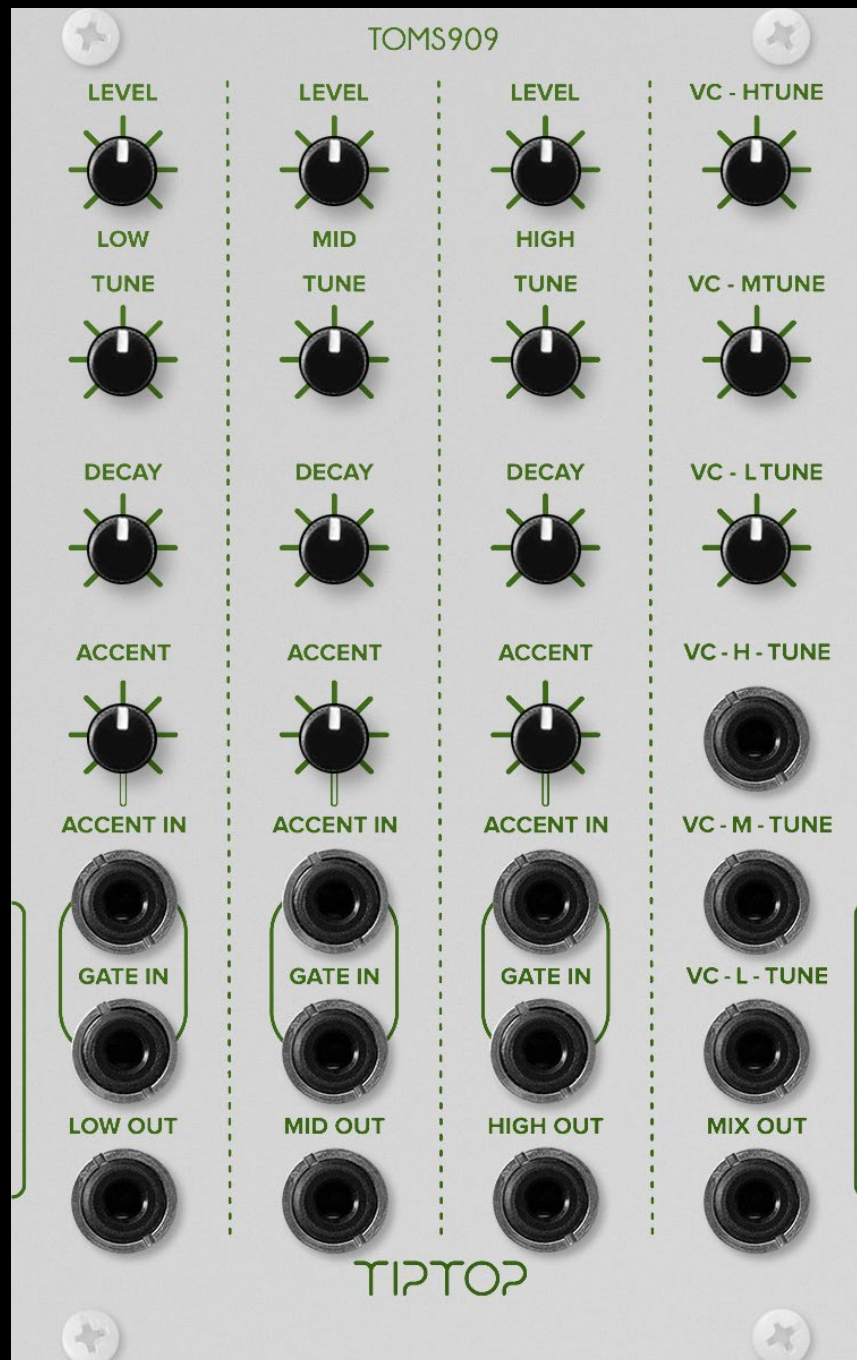 TOMS909
LEVEL LEVEL LEVEL VC - HTUNE
LOW MID HIGH
TUNE TUNE TUNE VC - MTUNE
DECAY DECAY DECAY VC - LTUNE
ACCENT ACCENT ACCENT VC - H - TUNE
ACCENT IN ACCENT IN ACCENT IN VC - M - TUNE
GATE IN GATE IN GATE IN VC - L - TUNE
LOW OUT MID OUT HIGH OUT MIX OUT
TIPTOP